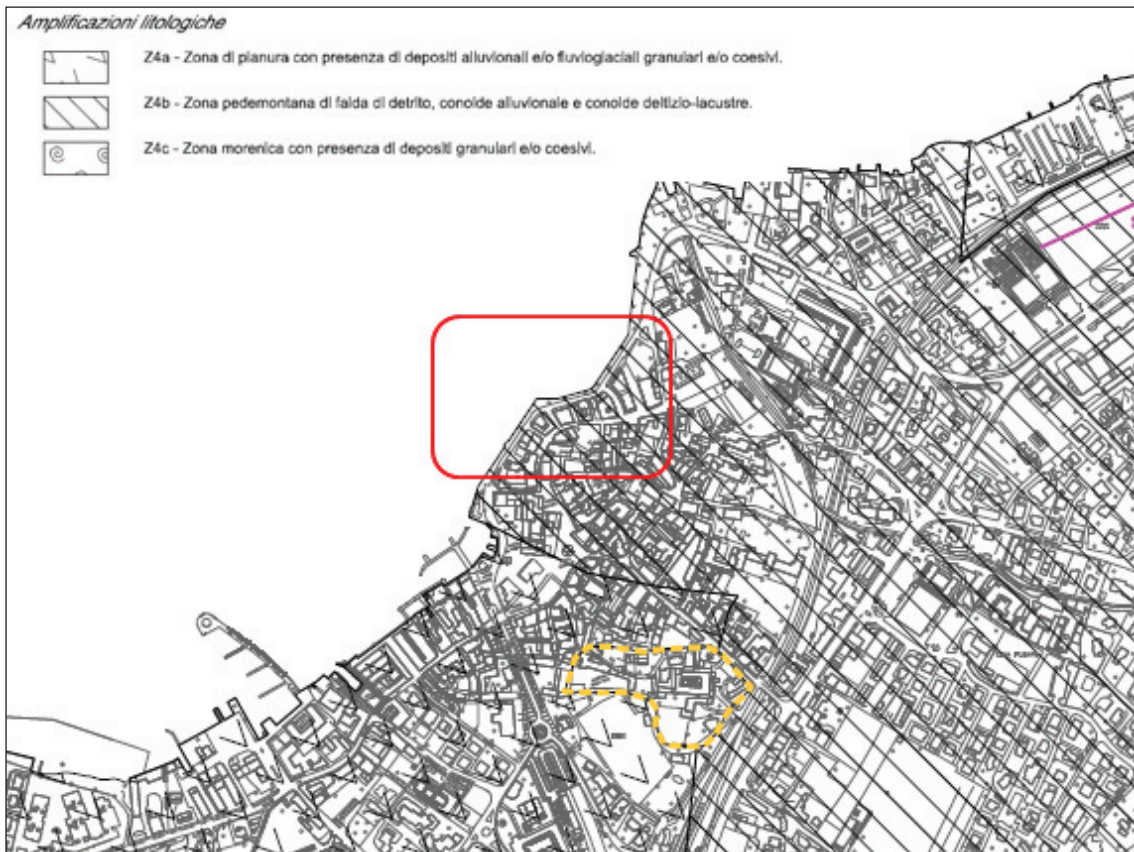 Amplificazioni litologiche
Z4a - Zona di pianura con presenza di depositi alluvionali e/o fluvioglaciali granulari e/o coesivi.
Z4b - Zona pedemontana di falda di detrito, conoide alluvionale e conoide deltizio-lacustre.
Z4c - Zona morenica con presenza di depositi granulari e/o coesivi.